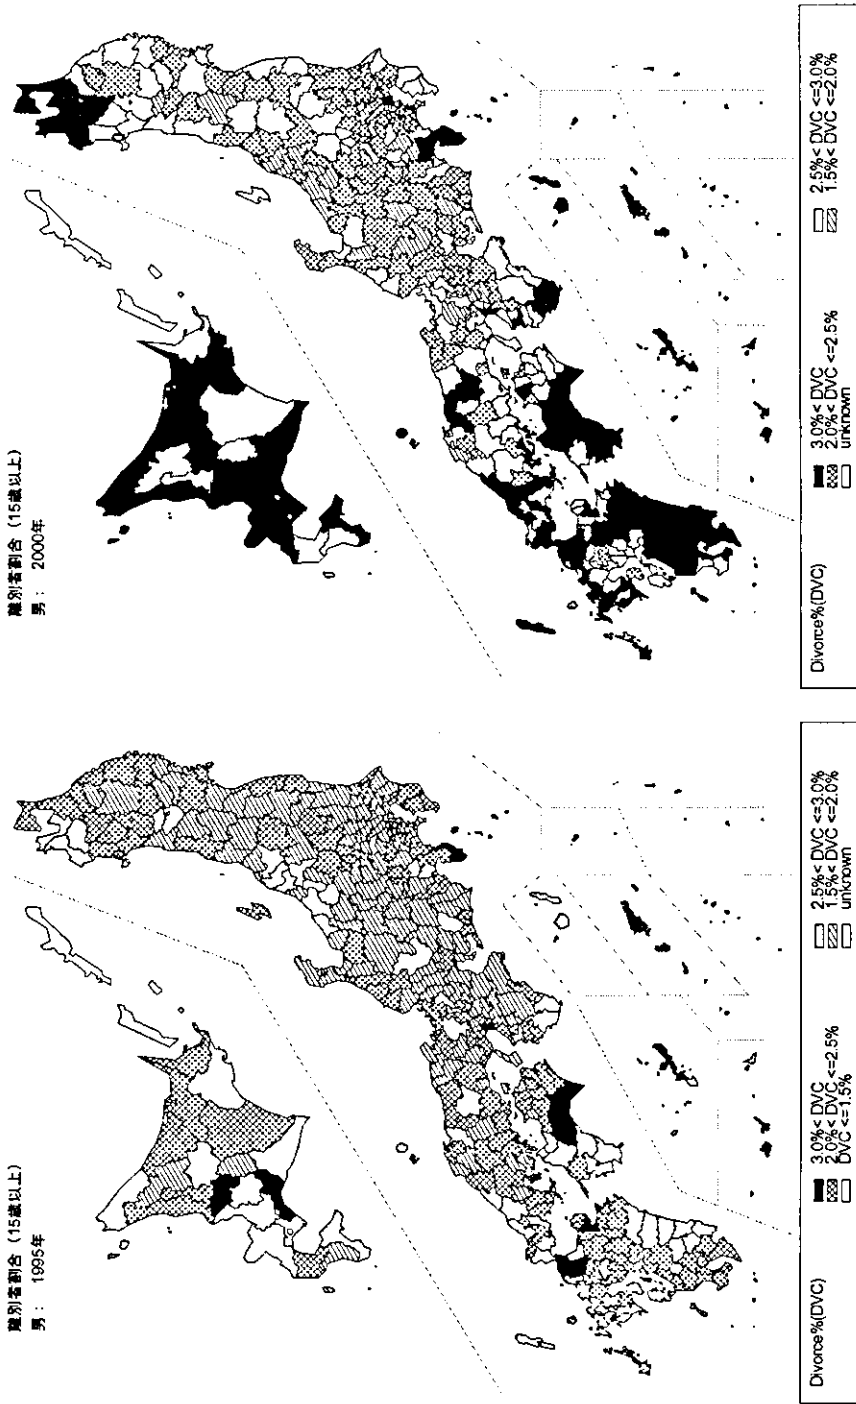 離別者割合（15歳以上）
男： 1995年
Divorce%(DVC)
3.0%< DVC
2.0%< DVC <=2.5%
DVC <=1.5%
2.5%< DVC <=3.0%
1.5%< DVC <=2.0%
unknown
離別者割合（15歳以上）
男： 2000年
Divorce%(DVC)
3.0%< DVC
2.0%< DVC <=2.5%
unknown
2.5%< DVC <=3.0%
1.5%< DVC <=2.0%